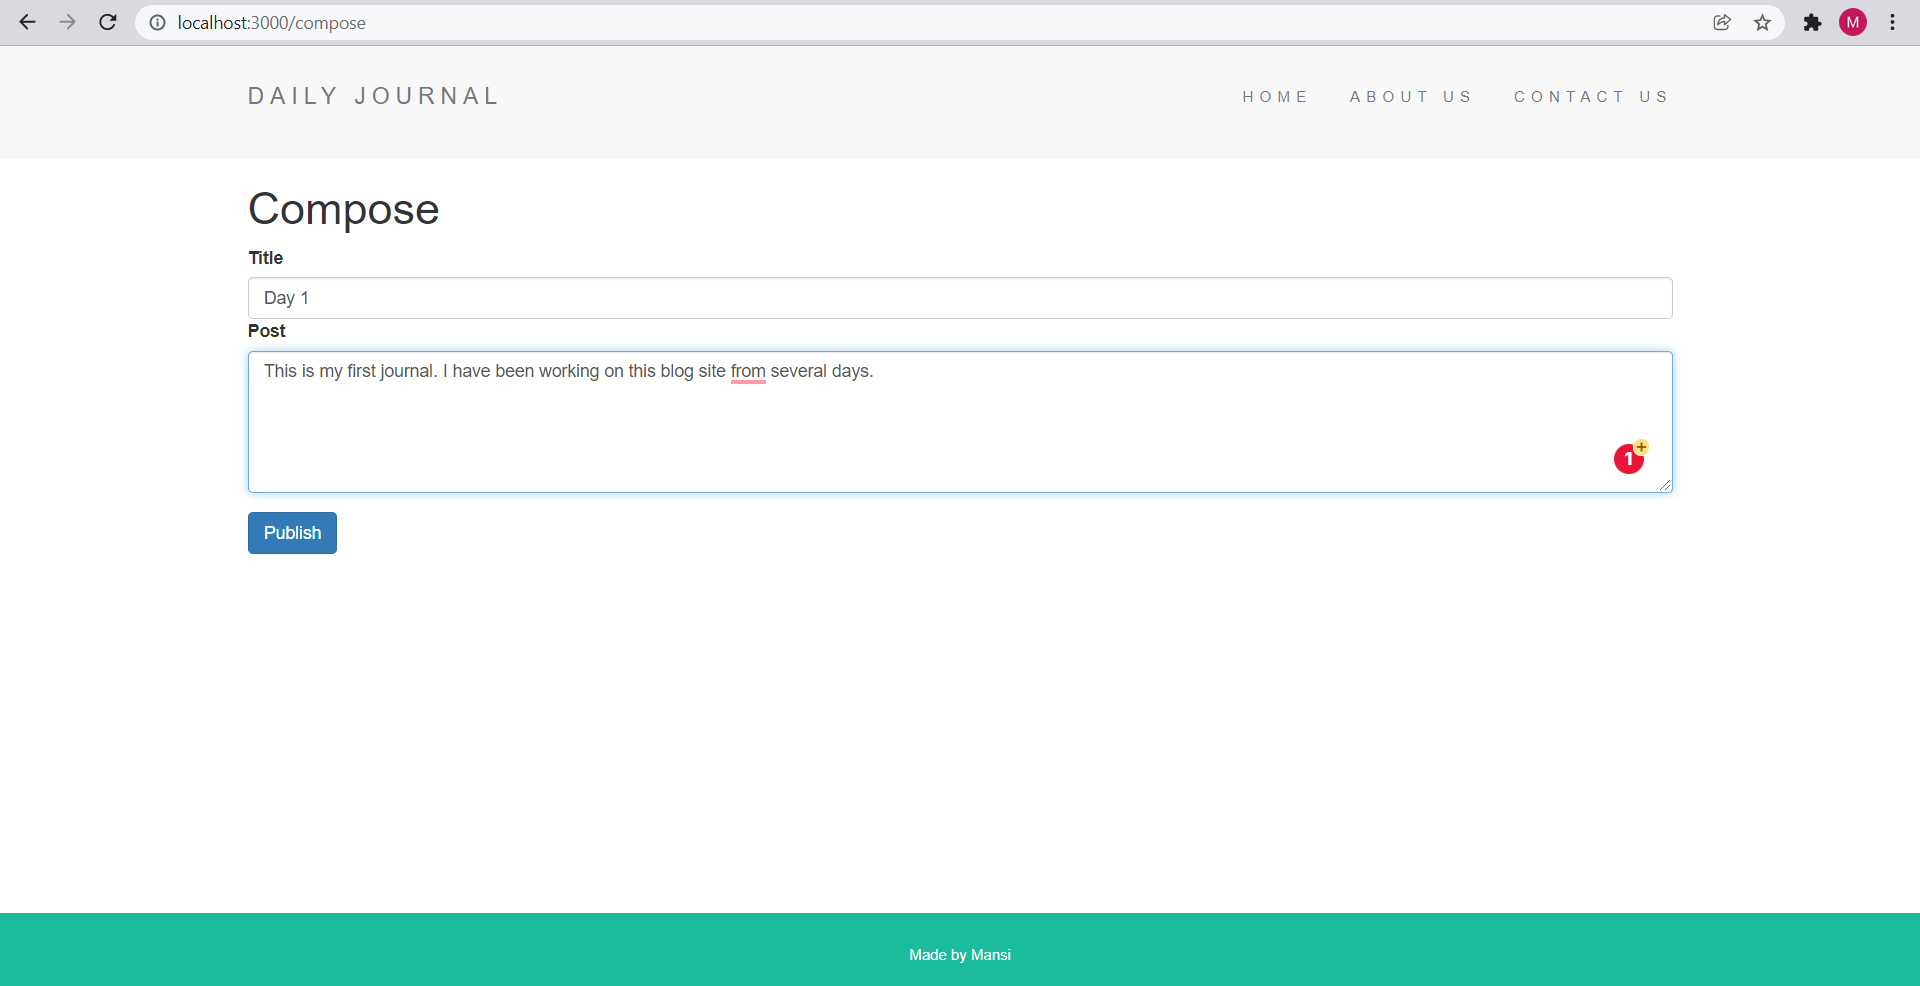 localhost:3000/compose
M
DAILY JOURNAL
HOME ABOUT US CONTACT US
Compose
Title
Day 1
Post
This is my first journal. I have been working on this blog site from several days.
1
+
Publish
Made by Mansi